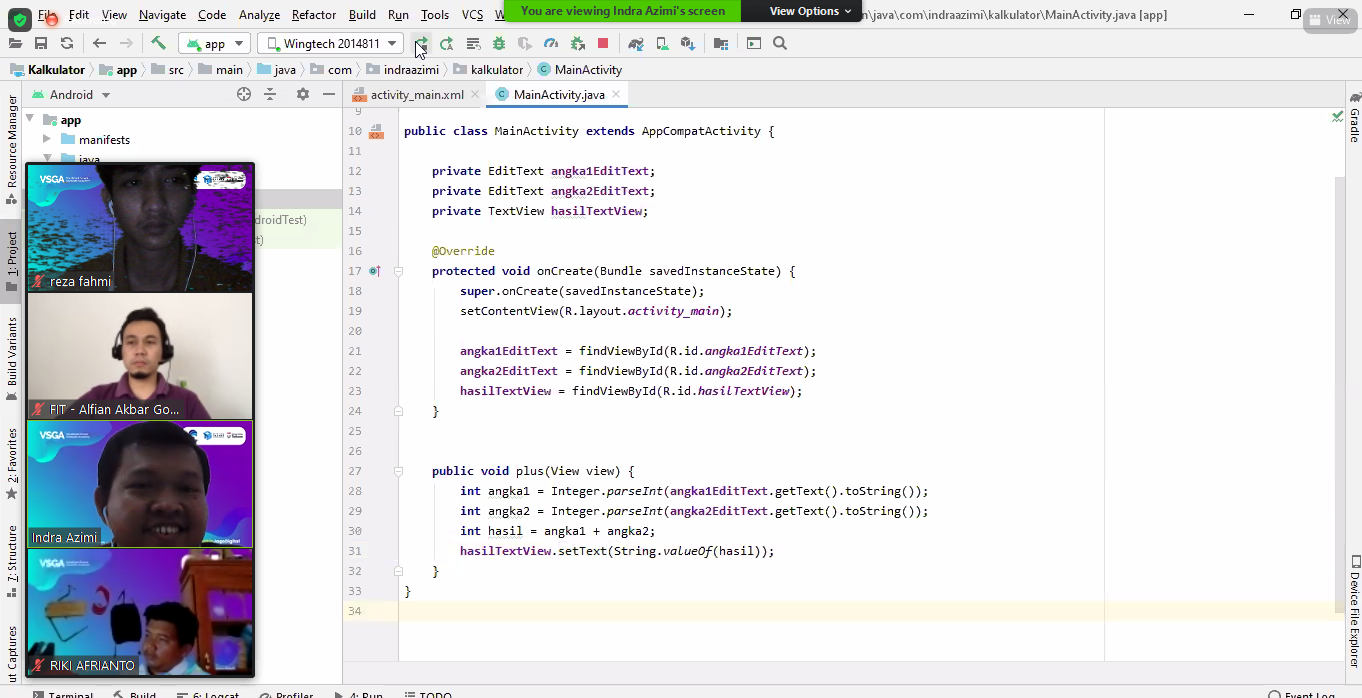 File Edit View Navigate Code Analyze Refactor Build Run Tools VCS
You are viewing Indra Azimi's screen
View Options
\java\com\indraazimi\kalkulator\MainActivity.java [app]
View
app
Wingtech 2014811
Kalkulator app src main java com indraazimi kalkulator MainActivity
Android
activity_main.xml
MainActivity.java
app
manifests
java
droidTest)
Resource Manager
1: Project
Build Variants
2: Favorites
7: Structure
ut Captures
Gradle
Device File Explorer
VSGA
reza fahmi
FIT - Alfian Akbar Go...
VSGA
Indra Azimi
VSGA
RIKI AFRIANTO
9
10 public class MainActivity extends AppCompatActivity {
11
12 private EditText angka1EditText;
13 private EditText angka2EditText;
14 private TextView hasilTextView;
15
16 @Override
17 protected void onCreate(Bundle savedInstanceState) {
18 super.onCreate(savedInstanceState);
19 setContentView(R.layout.activity_main);
20
21 angka1EditText = findViewById(R.id.angka1EditText);
22 angka2EditText = findViewById(R.id.angka2EditText);
23 hasilTextView = findViewById(R.id.hasilTextView);
24 }
25
26
27 public void plus(View view) {
28 int angka1 = Integer.parseInt(angka1EditText.getText().toString());
29 int angka2 = Integer.parseInt(angka2EditText.getText().toString());
30 int hasil = angka1 + angka2;
31 hasilTextView.setText(String.valueOf(hasil));
32 }
33 }
34
Terminal Build 6: Logcat Profiler 4: Run TODO
Event Log